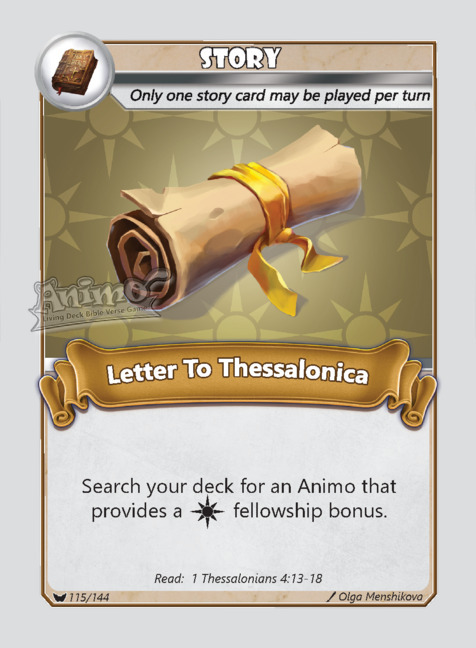 STORY
Only one story card may be played per turn
Animo
Living Deck Bible Verse Game
Letter To Thessalonica
Search your deck for an Animo that
provides a fellowship bonus.
Read: 1 Thessalonians 4:13-18
115/144
Olga Menshikova